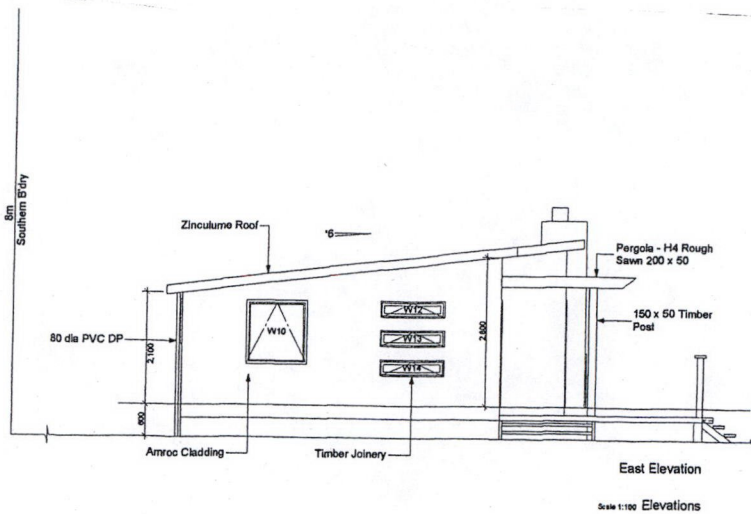 8m
Southern B'dry
Zinculume Roof
Pergola - H4 Rough
Sawn 200 x 50
150 x 50 Timber
Post
80 dia PVC DP
2,100
600
W10
W12
W13
W14
2,800
Amroc Cladding
Timber Joinery
East Elevation
Scale 1:100 Elevations